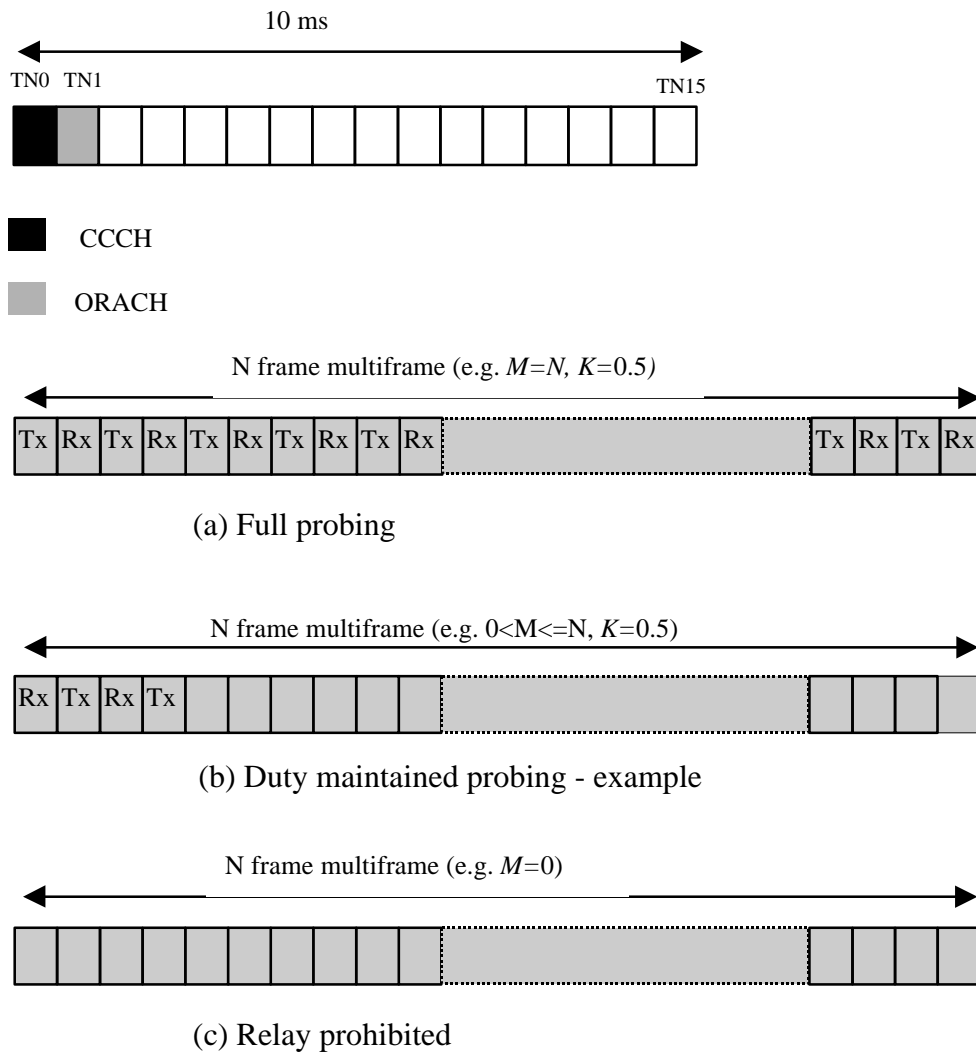 10 ms
TN0 TN1 TN15
CCCH
ORACH
N frame multiframe (e.g. M=N, K=0.5)
Tx Rx Tx Rx Tx Rx Tx Rx Tx Rx Tx Rx Tx Rx
(a) Full probing
N frame multiframe (e.g. 0<M<=N, K=0.5)
Rx Tx Rx Tx
(b) Duty maintained probing - example
N frame multiframe (e.g. M=0)
(c) Relay prohibited